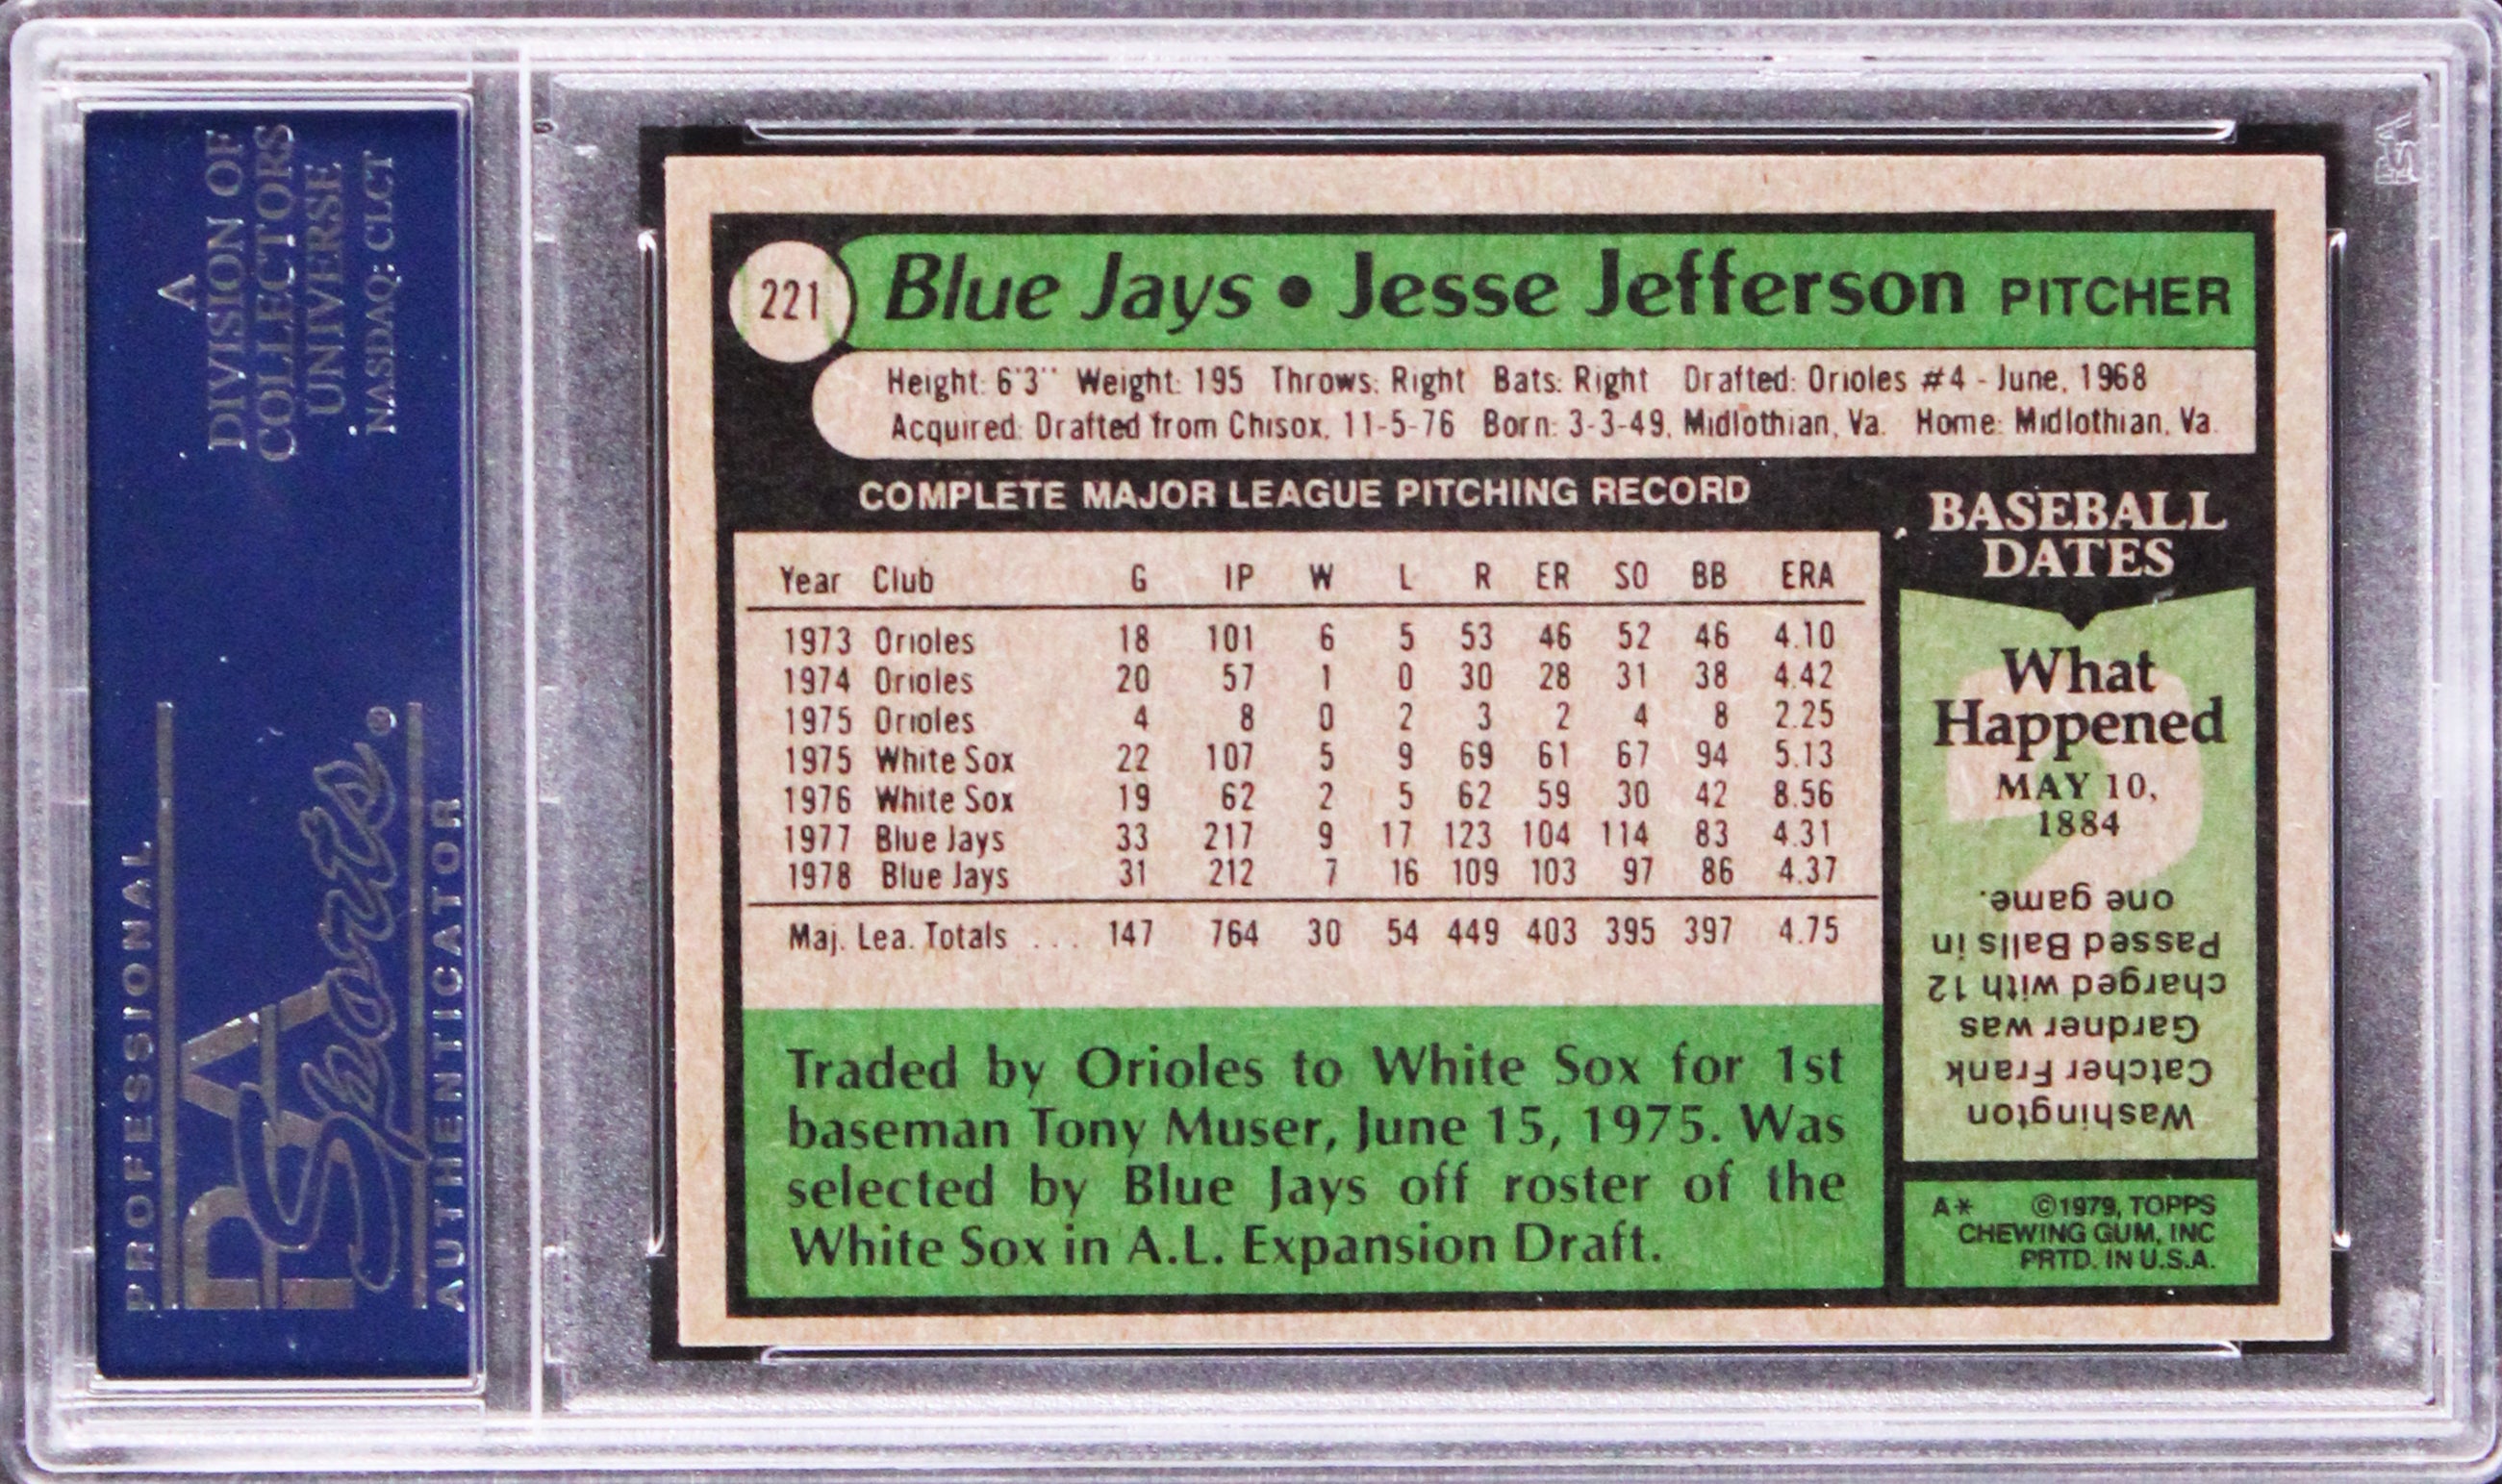 A
DIVISION OF
COLLECTORS
UNIVERSE
NASDAQ: CLCT
PROFESSIONAL
PSA
Sports®
AUTHENTICATOR
PSA
221 Blue Jays • Jesse Jefferson PITCHER
Height: 6'3" Weight: 195 Throws: Right Bats: Right Drafted: Orioles #4 - June, 1968
Acquired: Drafted from Chisox, 11-5-76 Born: 3-3-49, Midlothian, Va. Home: Midlothian, Va.
COMPLETE MAJOR LEAGUE PITCHING RECORD
Year Club G IP W L R ER SO BB ERA
1973 Orioles 18 101 6 5 53 46 52 46 4.10
1974 Orioles 20 57 1 0 30 28 31 38 4.42
1975 Orioles 4 8 0 2 3 2 4 8 2.25
1975 White Sox 22 107 5 9 69 61 67 94 5.13
1976 White Sox 19 62 2 5 62 59 30 42 8.56
1977 Blue Jays 33 217 9 17 123 104 114 83 4.31
1978 Blue Jays 31 212 7 16 109 103 97 86 4.37
Maj. Lea. Totals ... 147 764 30 54 449 403 395 397 4.75
Traded by Orioles to White Sox for 1st
baseman Tony Muser, June 15, 1975. Was
selected by Blue Jays off roster of the
White Sox in A.L. Expansion Draft.
BASEBALL
DATES
What
Happened
MAY 10,
1884
?
Washington
Catcher Frank
Gardner was
charged with 12
Passed Balls in
one game.
A* ©1979, TOPPS
CHEWING GUM, INC
PRTD. IN U.S.A.